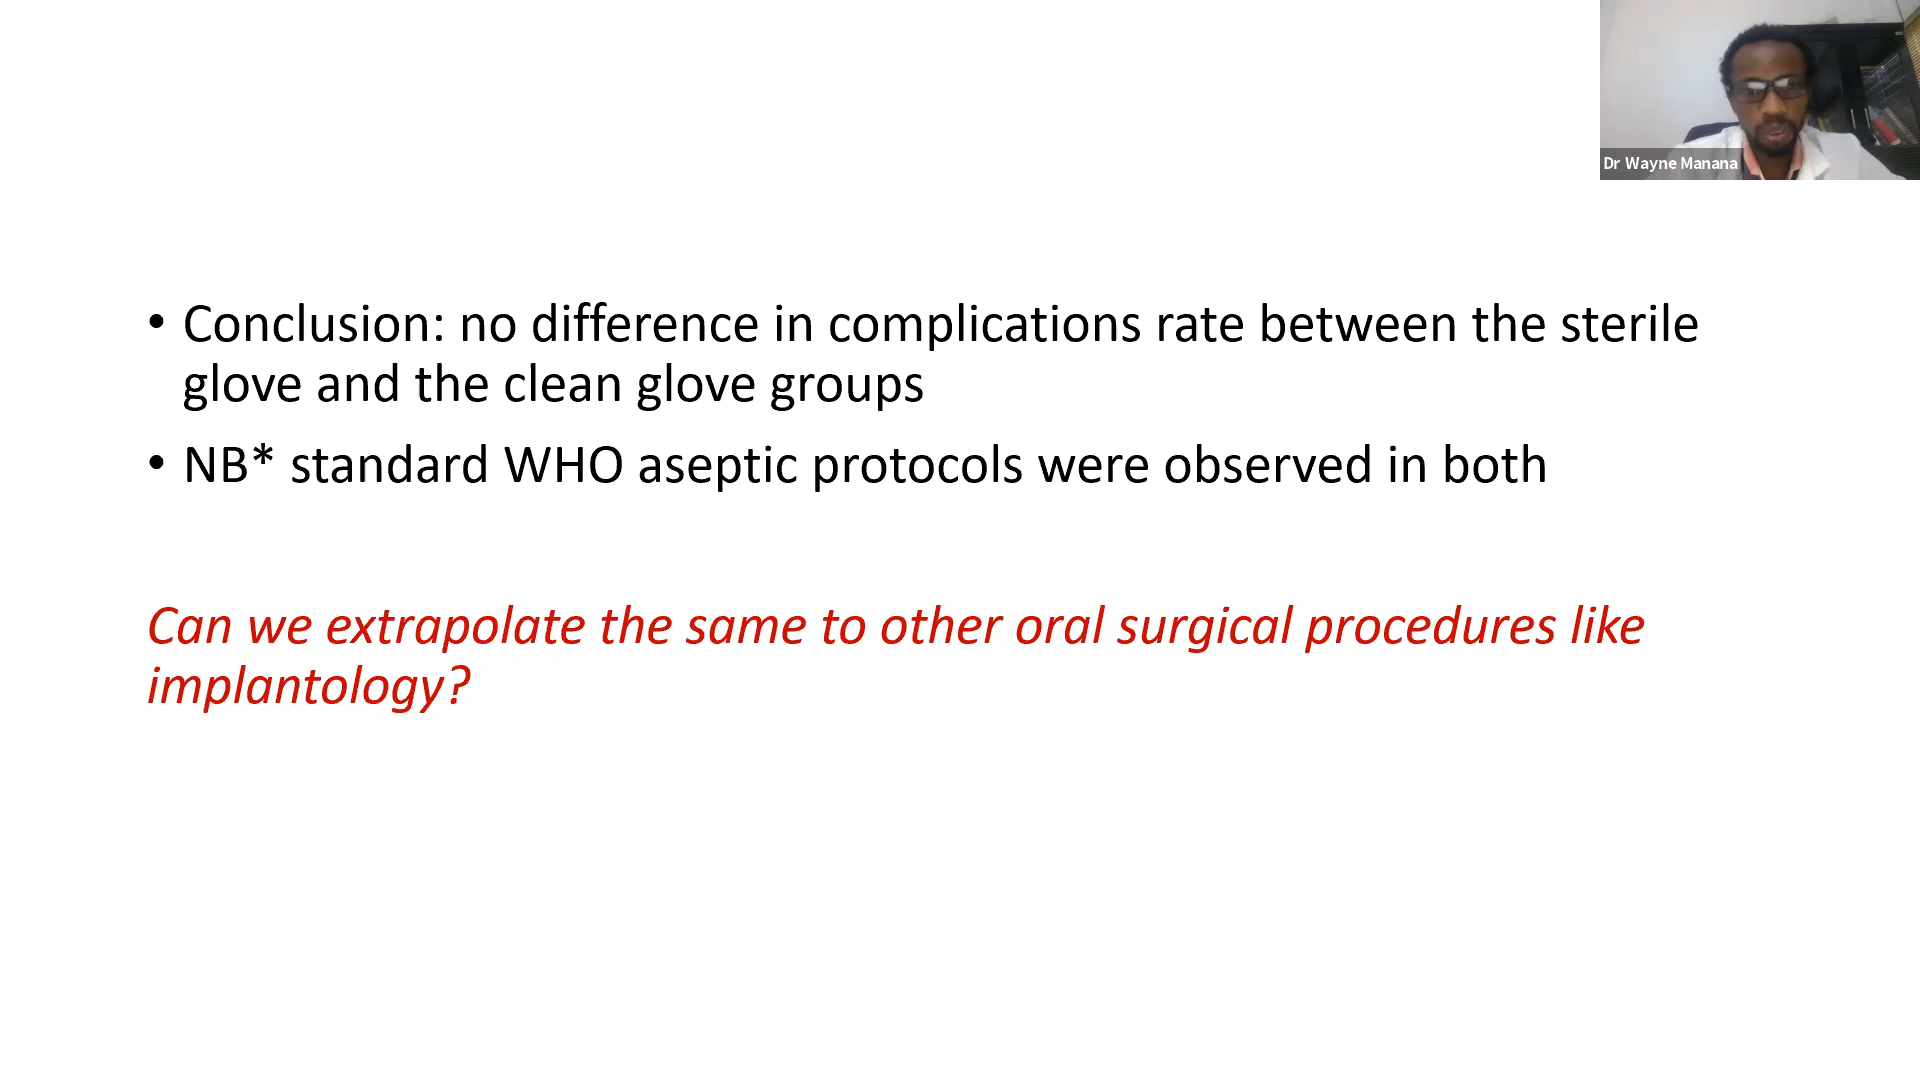 Dr Wayne Manana
• Conclusion: no difference in complications rate between the sterile
glove and the clean glove groups
• NB* standard WHO aseptic protocols were observed in both
Can we extrapolate the same to other oral surgical procedures like
implantology?